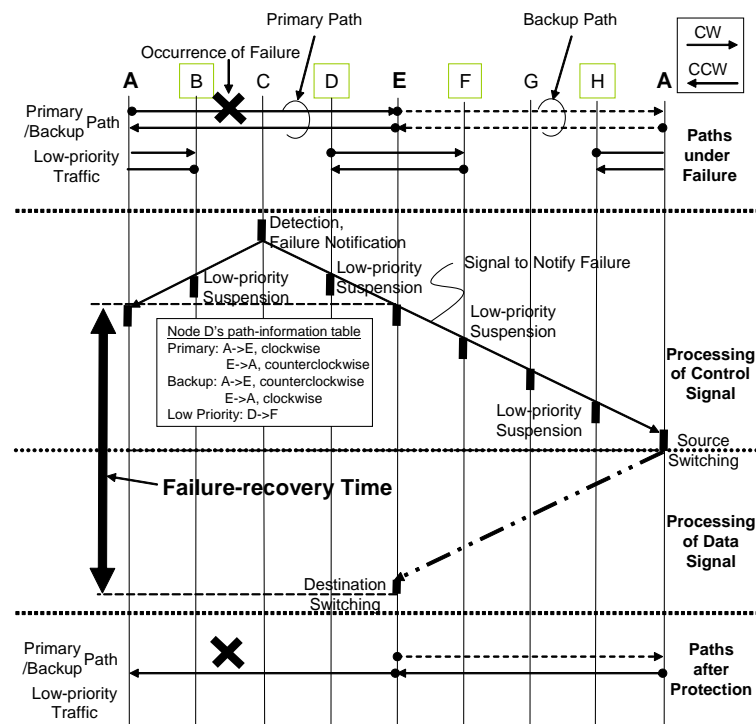 Primary Path
Backup Path
Occurrence of Failure
CW
CCW
A B C D E F G H A
Primary
/Backup Path
Low-priority
Traffic
Paths
under
Failure
Detection,
Failure Notification
Low-priority
Suspension
Low-priority
Suspension
Signal to Notify Failure
Low-priority
Suspension
Low-priority
Suspension
Node D's path-information table
Primary: A->E, clockwise
E->A, counterclockwise
Backup: A->E, counterclockwise
E->A, clockwise
Low Priority: D->F
Processing
of Control
Signal
Source
Switching
Failure-recovery Time
Processing
of Data
Signal
Destination
Switching
Primary
/Backup Path
Low-priority
Traffic
Paths
after
Protection